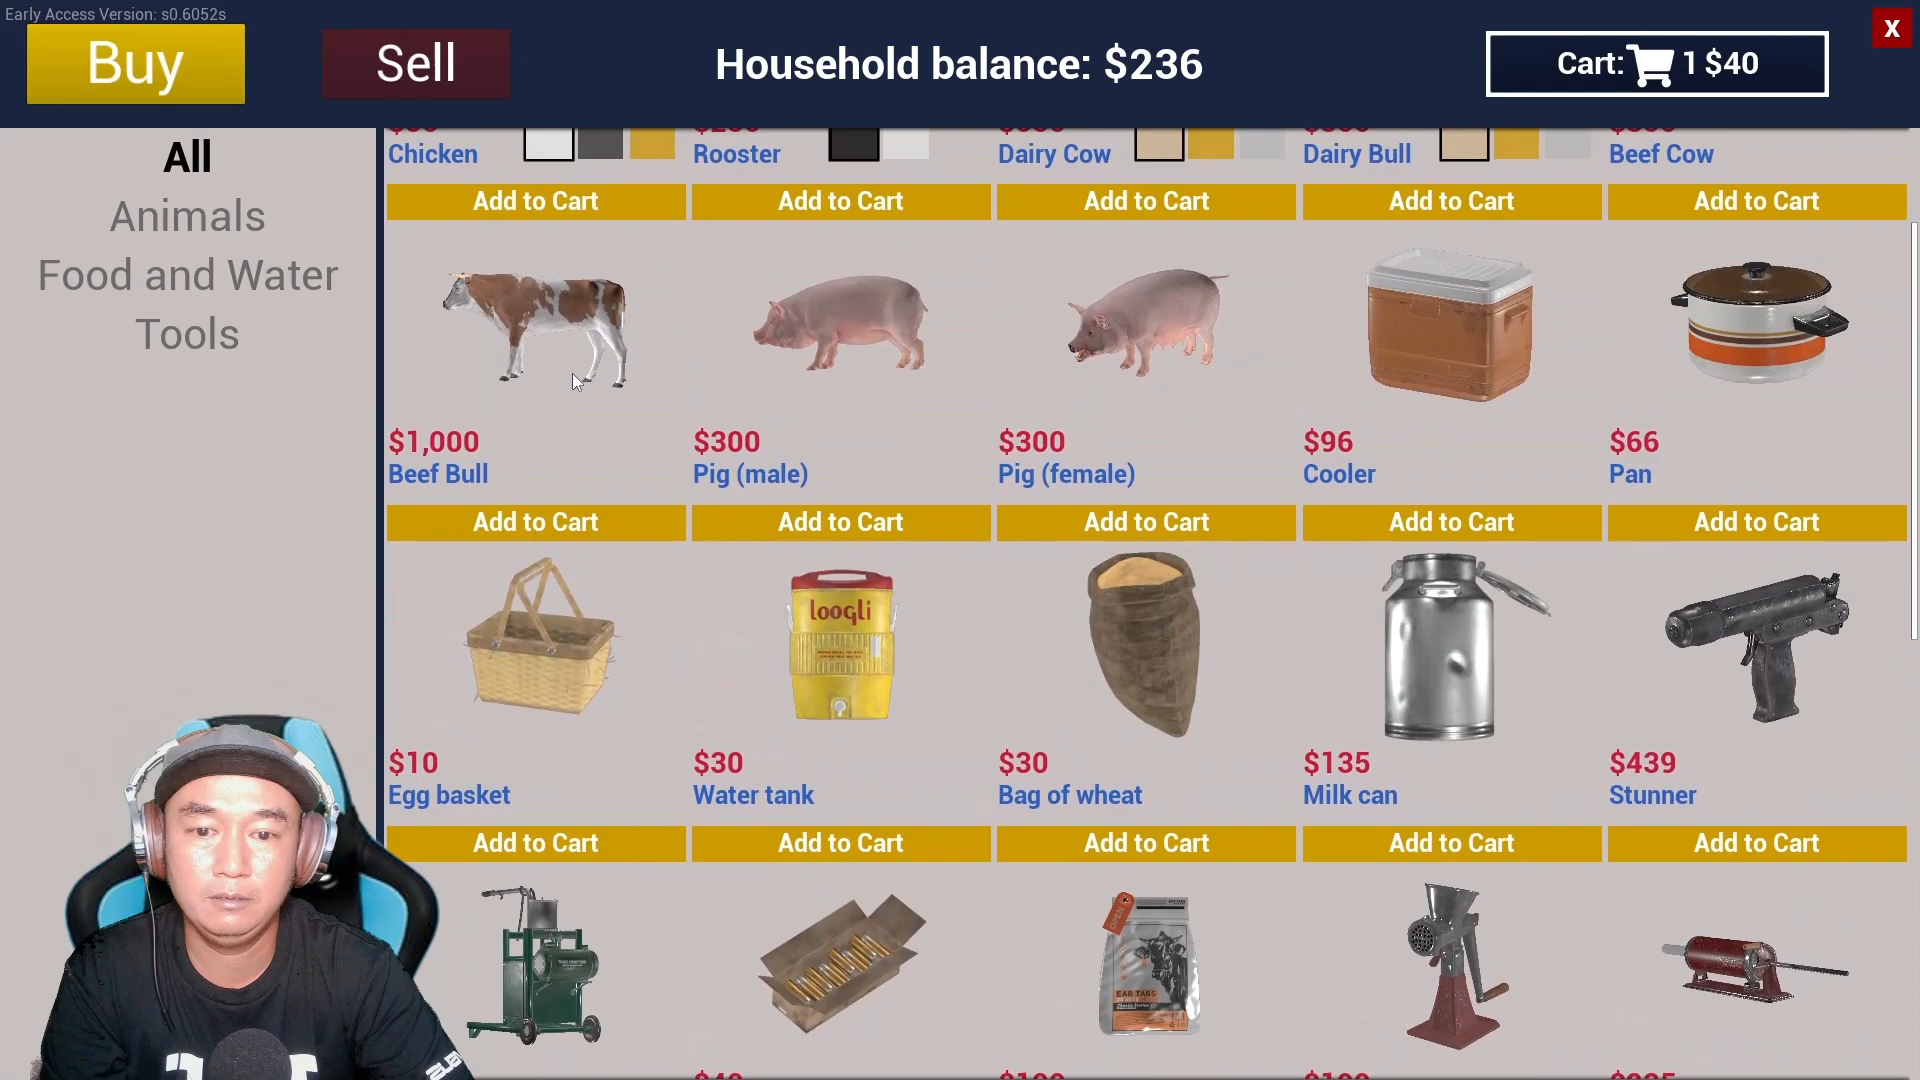 Early Access Version: s0.6052s
Buy
Sell
Household balance: $236
Cart: 1 $40
X
All
Animals
Food and Water
Tools
Chicken
Rooster
Dairy Cow
Dairy Bull
Beef Cow
Add to Cart
Add to Cart
Add to Cart
Add to Cart
Add to Cart
$1,000
Beef Bull
$300
Pig (male)
$300
Pig (female)
$96
Cooler
$66
Pan
Add to Cart
Add to Cart
Add to Cart
Add to Cart
Add to Cart
loogli
$10
Egg basket
$30
Water tank
$30
Bag of wheat
$135
Milk can
$439
Stunner
Add to Cart
Add to Cart
Add to Cart
Add to Cart
Add to Cart
OPEN
EAR TAGS